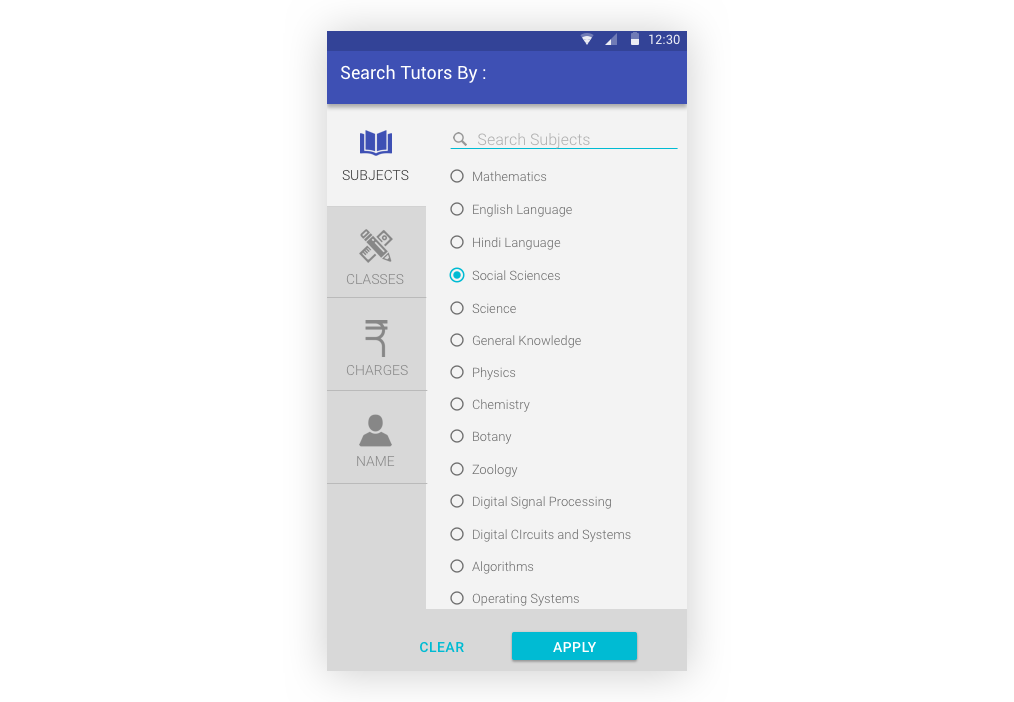 12:30
Search Tutors By :
SUBJECTS
CLASSES
CHARGES
NAME
Search Subjects
Mathematics
English Language
Hindi Language
Social Sciences
Science
General Knowledge
Physics
Chemistry
Botany
Zoology
Digital Signal Processing
Digital CIrcuits and Systems
Algorithms
Operating Systems
CLEAR
APPLY